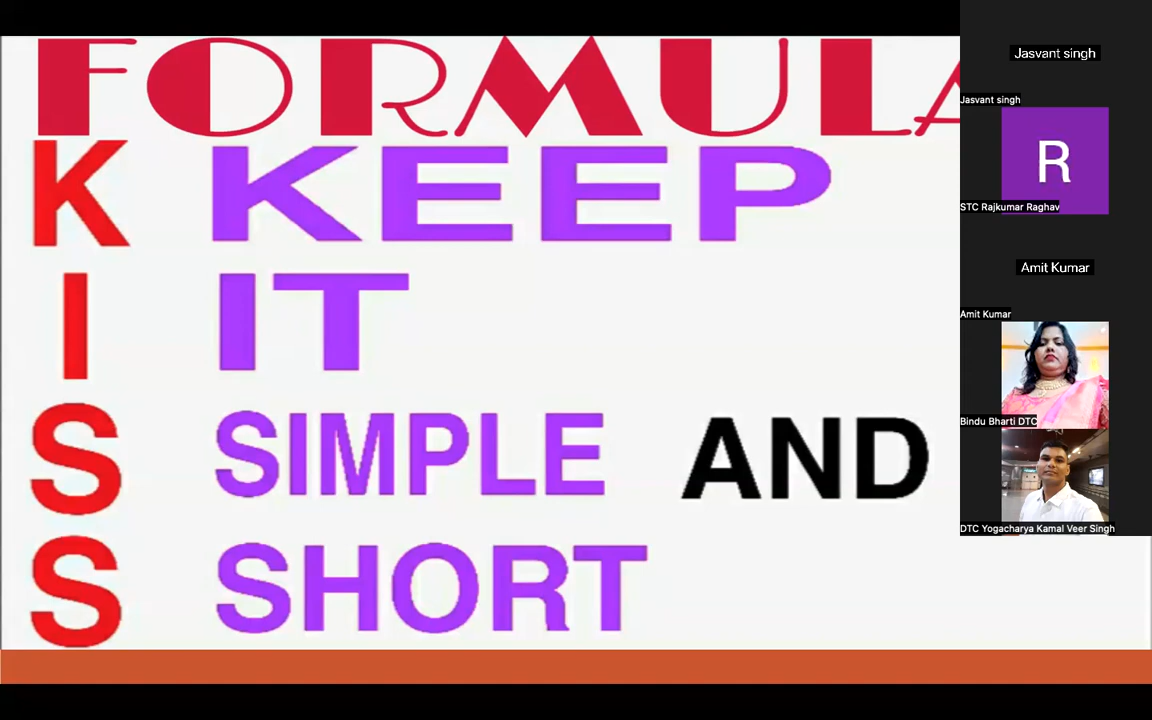 FORMULA
K KEEP
I IT
S SIMPLE AND
S SHORT
Jasvant singh
Jasvant singh
R
STC Rajkumar Raghav
Amit Kumar
Amit Kumar
Bindu Bharti DTC
DTC Yogacharya Kamal Veer Singh